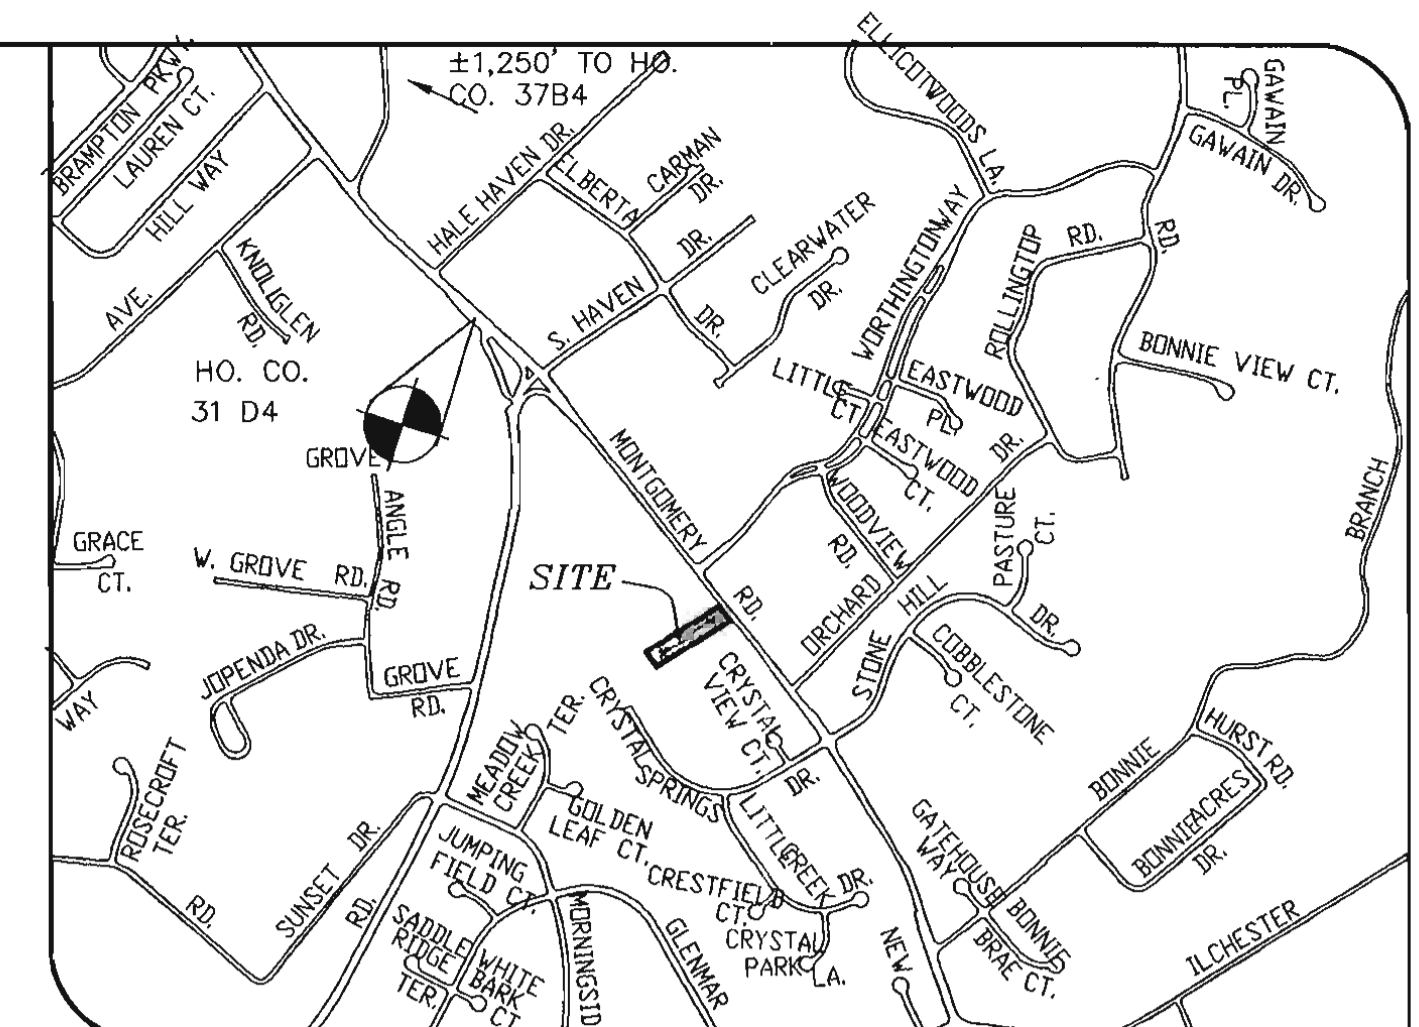 ELLICOTWOODS LA.
±1,250' TO HO.
CO. 37B4
BRAMPTON PKWY.
LAUREN CT.
HILL WAY
HALE HAVEN DR.
ELBERTA
CARMAN
DR.
GAWAIN
PL.
GAWAIN DR.
KNOLLGLEN
RD.
AVE.
S. HAVEN
DR.
DR.
CLEARWATER
DR.
WORTHINGTON WAY
ROLLINGTOP
RD.
RD.
BONNIE VIEW CT.
HO. CO.
31 D4
LITTLE
CT.
EASTWOOD
PL.
EASTWOOD
CT.
DR.
GROVE
ANGLE RD.
MONTGOMERY
RD.
WOODVIEW
RD.
ORCHARD
PASTURE
CT.
BRANCH
GRACE
CT.
W. GROVE RD.
SITE
STONE
HILL
DR.
COBBLESTONE
CT.
JOPENDA DR.
GROVE
RD.
WAY
CRYSTAL
VIEW CT.
CRYSTAL
SPRINGS
DR.
MEADOW
CREEK
TER.
ROSECROFT
TER.
HURST RD.
BONNIE
BONNIE ACRES
DR.
GOLDEN
LEAF CT.
LITTLE
CREEK
DR.
JUMPING
FIELD CT.
SUNSET DR.
RD.
RD.
CRESTFIELD
CT.
GATEHOUSE
WAY
SADDLE
RIDGE
TER.
WHITE
BARK
CT
MORNINGSID
GLENMAR
CRYSTAL
PARK
LA.
NEW
BONNIE
BRAE CT.
ILCHESTER